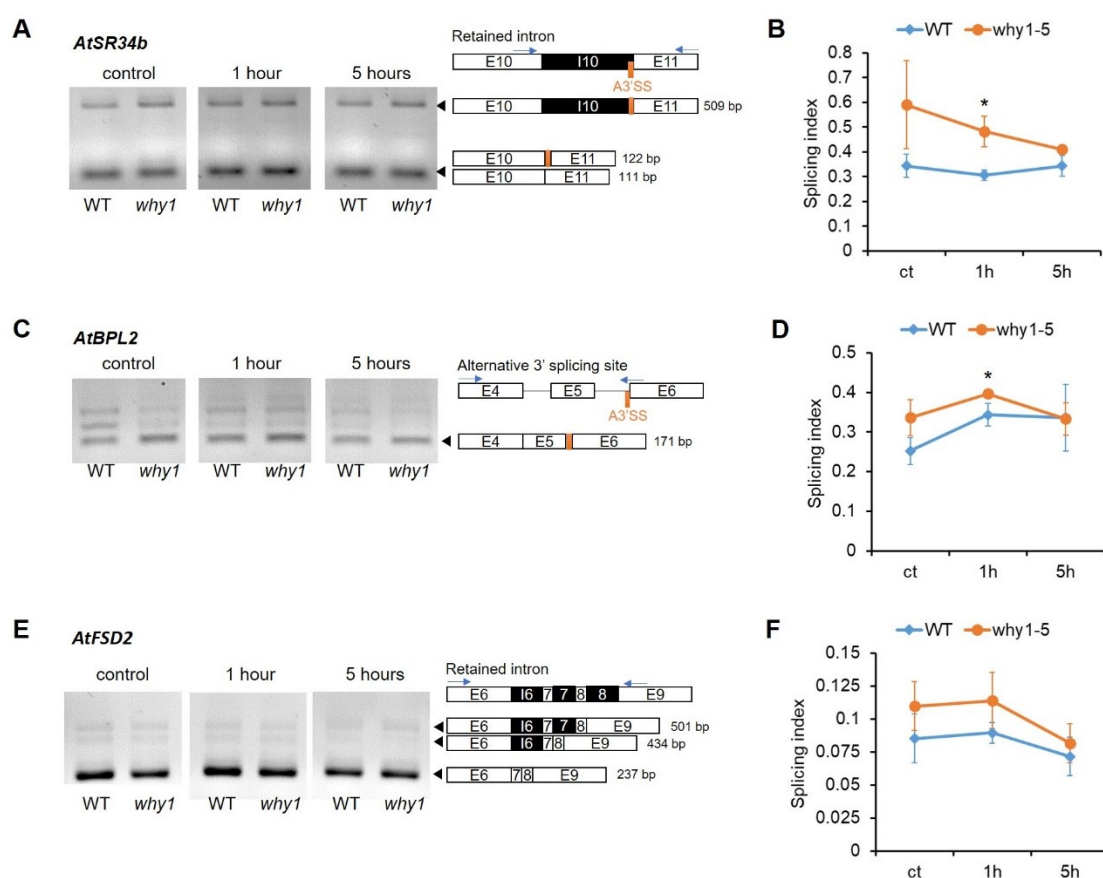 A
AtSR34b
control
1 hour
5 hours
WT
why1
WT
why1
WT
why1
Retained intron
E10
I10
E11
A3'SS
E10
I10
E11
509 bp
E10
E11
122 bp
E10
E11
111 bp
B
WT
why1-5
Splicing index
0.8
0.7
0.6
0.5
0.4
0.3
0.2
0.1
0
*
ct
1h
5h
C
AtBPL2
control
1 hour
5 hours
WT
why1
WT
why1
WT
why1
Alternative 3' splicing site
E4
E5
E6
A3'SS
E4
E5
E6
171 bp
D
WT
why1-5
Splicing index
0.5
0.4
0.3
0.2
0.1
0
*
ct
1h
5h
E
AtFSD2
control
1 hour
5 hours
WT
why1
WT
why1
WT
why1
Retained intron
E6
I6
7
7
8
8
E9
E6
I6
7
7
8
E9
501 bp
E6
I6
7
8
E9
434 bp
E6
7
8
E9
237 bp
F
WT
why1-5
Splicing index
0.15
0.125
0.1
0.075
0.05
0.025
0
ct
1h
5h